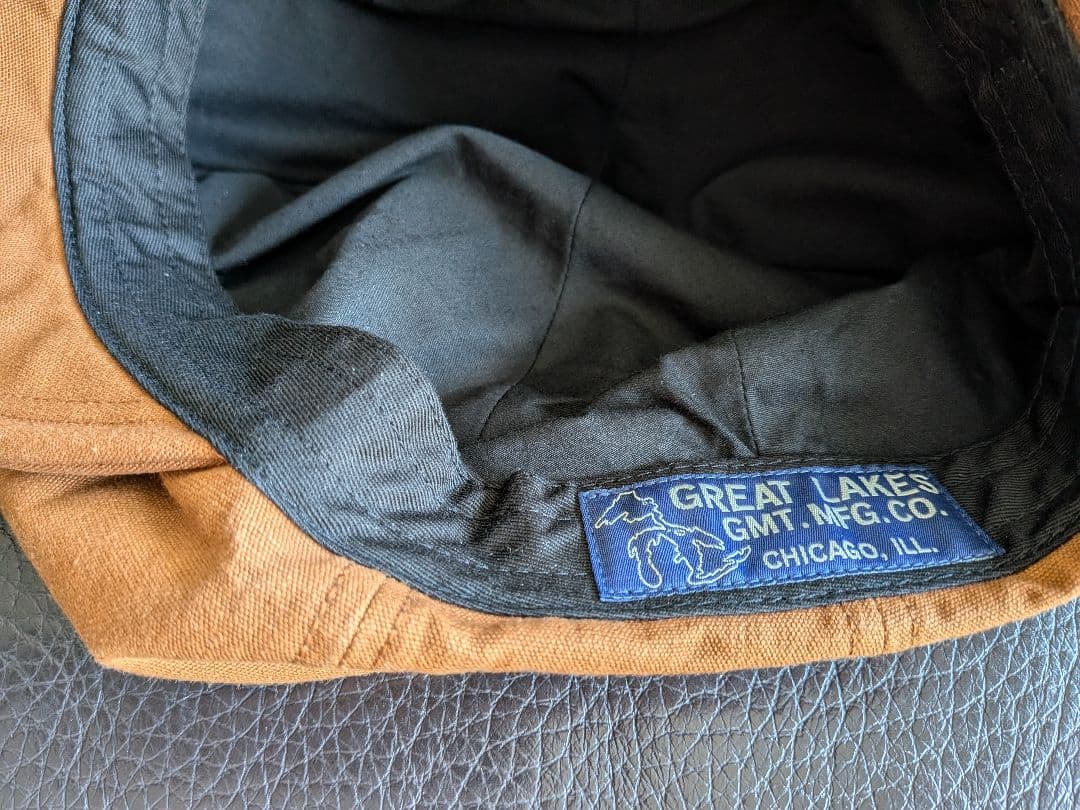 GREAT LAKES
GMT. MFG. CO.
CHICAGO, ILL.